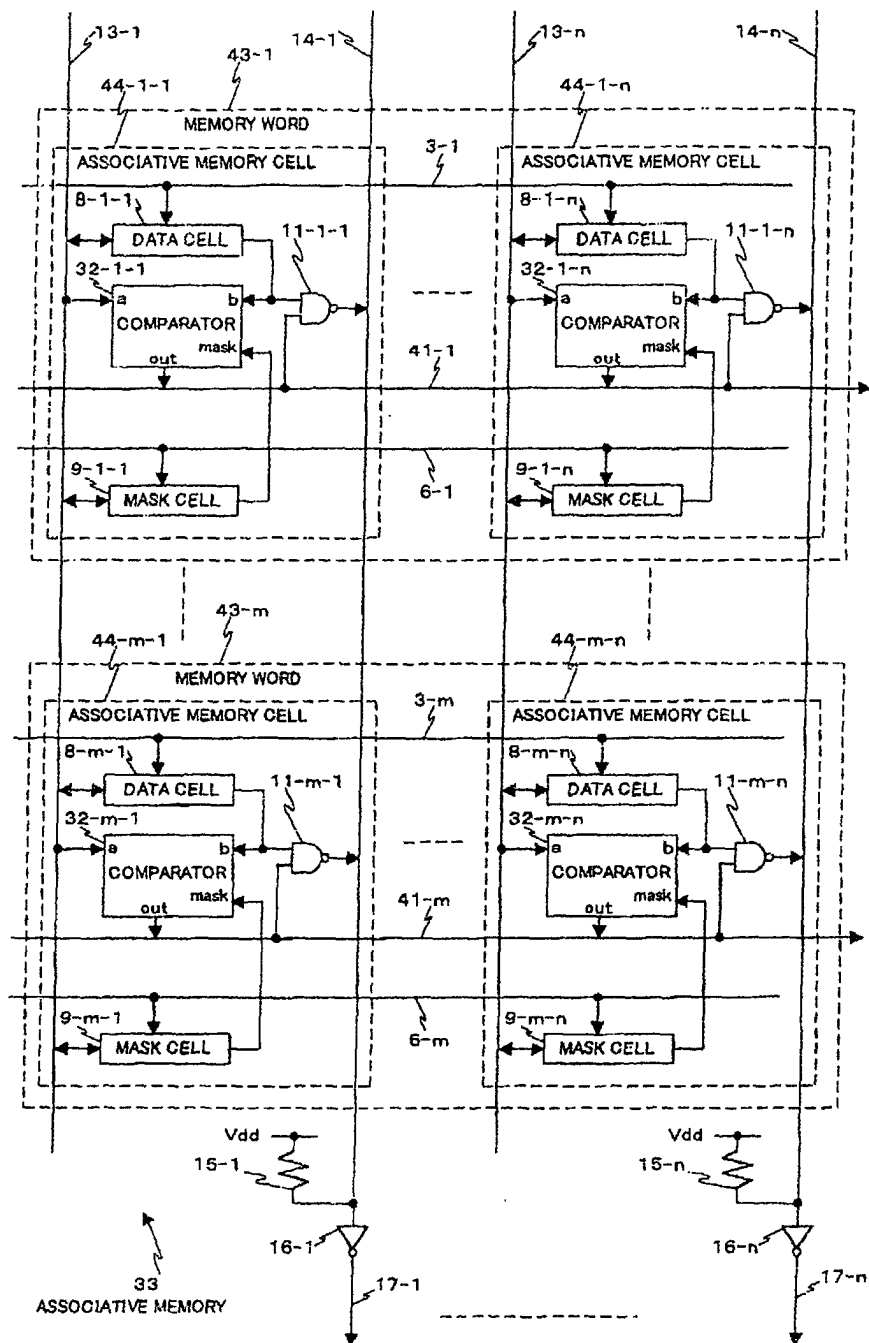 13-1 14-1 13-n 14-n
43-1
44-1-1 44-1-n
MEMORY WORD
ASSOCIATIVE MEMORY CELL 3-1 ASSOCIATIVE MEMORY CELL
8-1-1 8-1-n
DATA CELL 11-1-1 DATA CELL 11-1-n
32-1-1 32-1-n
a b a b
COMPARATOR COMPARATOR
mask mask
out 41-1 out
9-1-1 9-1-n
MASK CELL 6-1 MASK CELL
43-m
44-m-1 44-m-n
MEMORY WORD
ASSOCIATIVE MEMORY CELL 3-m ASSOCIATIVE MEMORY CELL
8-m-1 8-m-n
DATA CELL 11-m-1 DATA CELL 11-m-n
32-m-1 32-m-n
a b a b
COMPARATOR COMPARATOR
mask mask
out 41-m out
9-m-1 9-m-n
MASK CELL 6-m MASK CELL
Vdd Vdd
15-1 15-n
16-1 16-n
33 17-1 17-n
ASSOCIATIVE MEMORY